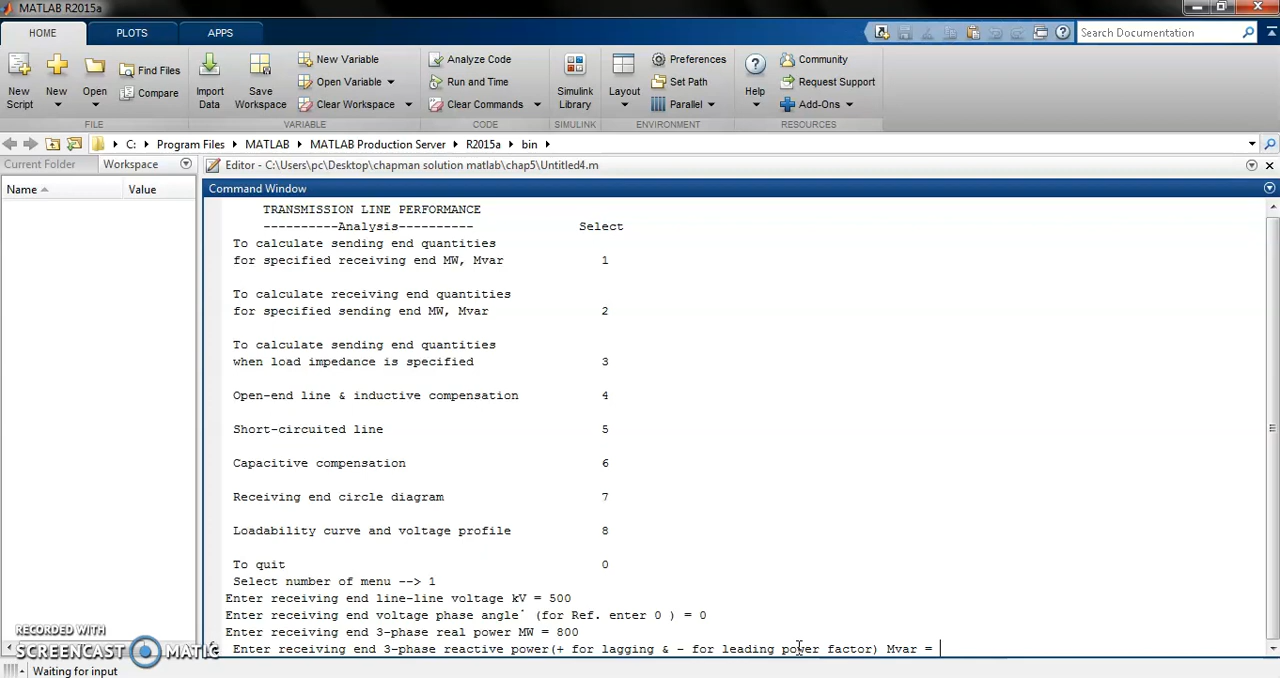 MATLAB R2015a
HOME PLOTS APPS Search Documentation
New Script New Open Find Files Compare Import Data Save Workspace New Variable Open Variable Clear Workspace Analyze Code Run and Time Clear Commands Simulink Library Layout Preferences Set Path Parallel Help Community Request Support Add-Ons
FILE VARIABLE CODE SIMULINK ENVIRONMENT RESOURCES
C: Program Files MATLAB MATLAB Production Server R2015a bin
Current Folder Workspace Editor - C:\Users\pc\Desktop\chapman solution matlab\chap5\Untitled4.m
Name Value Command Window
TRANSMISSION LINE PERFORMANCE
----------Analysis---------- Select
To calculate sending end quantities
for specified receiving end MW, Mvar 1
To calculate receiving end quantities
for specified sending end MW, Mvar 2
To calculate sending end quantities
when load impedance is specified 3
Open-end line & inductive compensation 4
Short-circuited line 5
Capacitive compensation 6
Receiving end circle diagram 7
Loadability curve and voltage profile 8
To quit 0
Select number of menu --> 1
Enter receiving end line-line voltage kV = 500
Enter receiving end voltage phase angle` (for Ref. enter 0 ) = 0
Enter receiving end 3-phase real power MW = 800
Enter receiving end 3-phase reactive power(+ for lagging & - for leading power factor) Mvar =
RECORDED WITH
SCREENCAST MATIC
Waiting for input